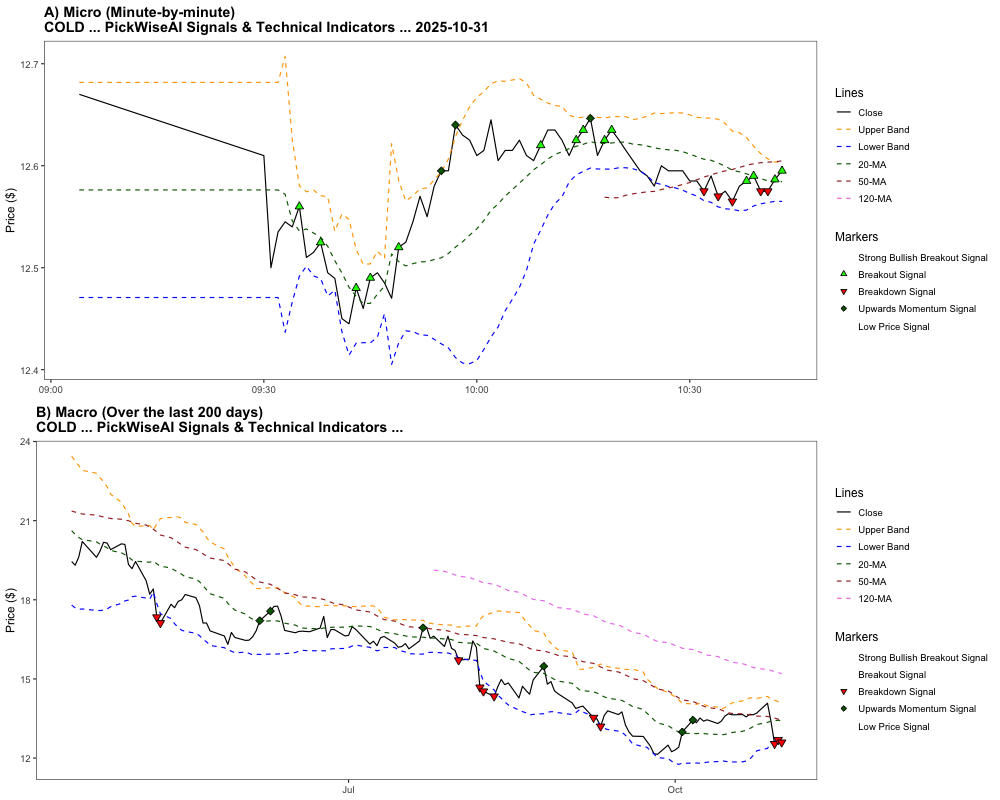 A) Micro (Minute-by-minute)
COLD ... PickWiseAI Signals & Technical Indicators ... 2025-10-31
12.7
12.6
12.5
12.4
Price ($)
09:00
09:30
10:00
10:30
Lines
Close
Upper Band
Lower Band
20-MA
50-MA
120-MA
Markers
Strong Bullish Breakout Signal
Breakout Signal
Breakdown Signal
Upwards Momentum Signal
Low Price Signal
B) Macro (Over the last 200 days)
COLD ... PickWiseAI Signals & Technical Indicators ...
24
21
18
15
12
Price ($)
Jul
Oct
Lines
Close
Upper Band
Lower Band
20-MA
50-MA
120-MA
Markers
Strong Bullish Breakout Signal
Breakout Signal
Breakdown Signal
Upwards Momentum Signal
Low Price Signal